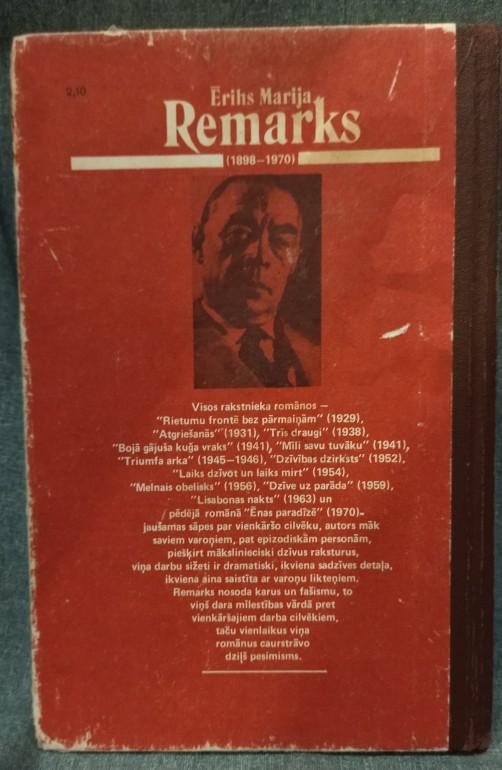 2,10
Ērihs Marija
Remarks
(1898—1970)
Visos rakstnieka romānos —
"Rietumu frontē bez pārmaiņām" (1929),
"Atgriešanās" (1931), "Trīs draugi" (1938),
"Bojā gājuša kuģa vraks" (1941), "Mīli savu tuvāku" (1941),
"Triumfa arka" (1945—1946), "Dzīvības dzirksts" (1952),
"Laiks dzīvot un laiks mirt" (1954),
"Melnais obelisks" (1956), "Dzīve uz parāda" (1959),
"Lisabonas nakts" (1963) un
pēdējā romānā "Ēnas paradīzē" (1970)—
jaušamas sāpes par vienkāršo cilvēku, autors māk
saviem varoņiem, pat epizodiskām personām,
piešķirt mākslinieciski dzīvus raksturus,
viņa darbu sižeti ir dramatiski, ikviena sadzīves detaļa,
ikviena aina saistīta ar varoņu likteņiem.
Remarks nosoda karus un fašismu, to
viņš dara mīlestības vārdā pret
vienkāršajiem darba cilvēkiem,
taču vienlaikus viņa
romānus caurstrāvo
dziļš pesimisms.